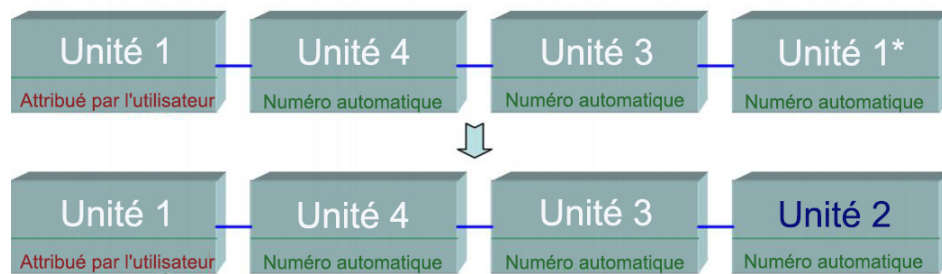 Unité 1 Unité 4 Unité 3 Unité 1*
Attribué par l'utilisateur Numéro automatique Numéro automatique Numéro automatique
Unité 1 Unité 4 Unité 3 Unité 2
Attribué par l'utilisateur Numéro automatique Numéro automatique Numéro automatique